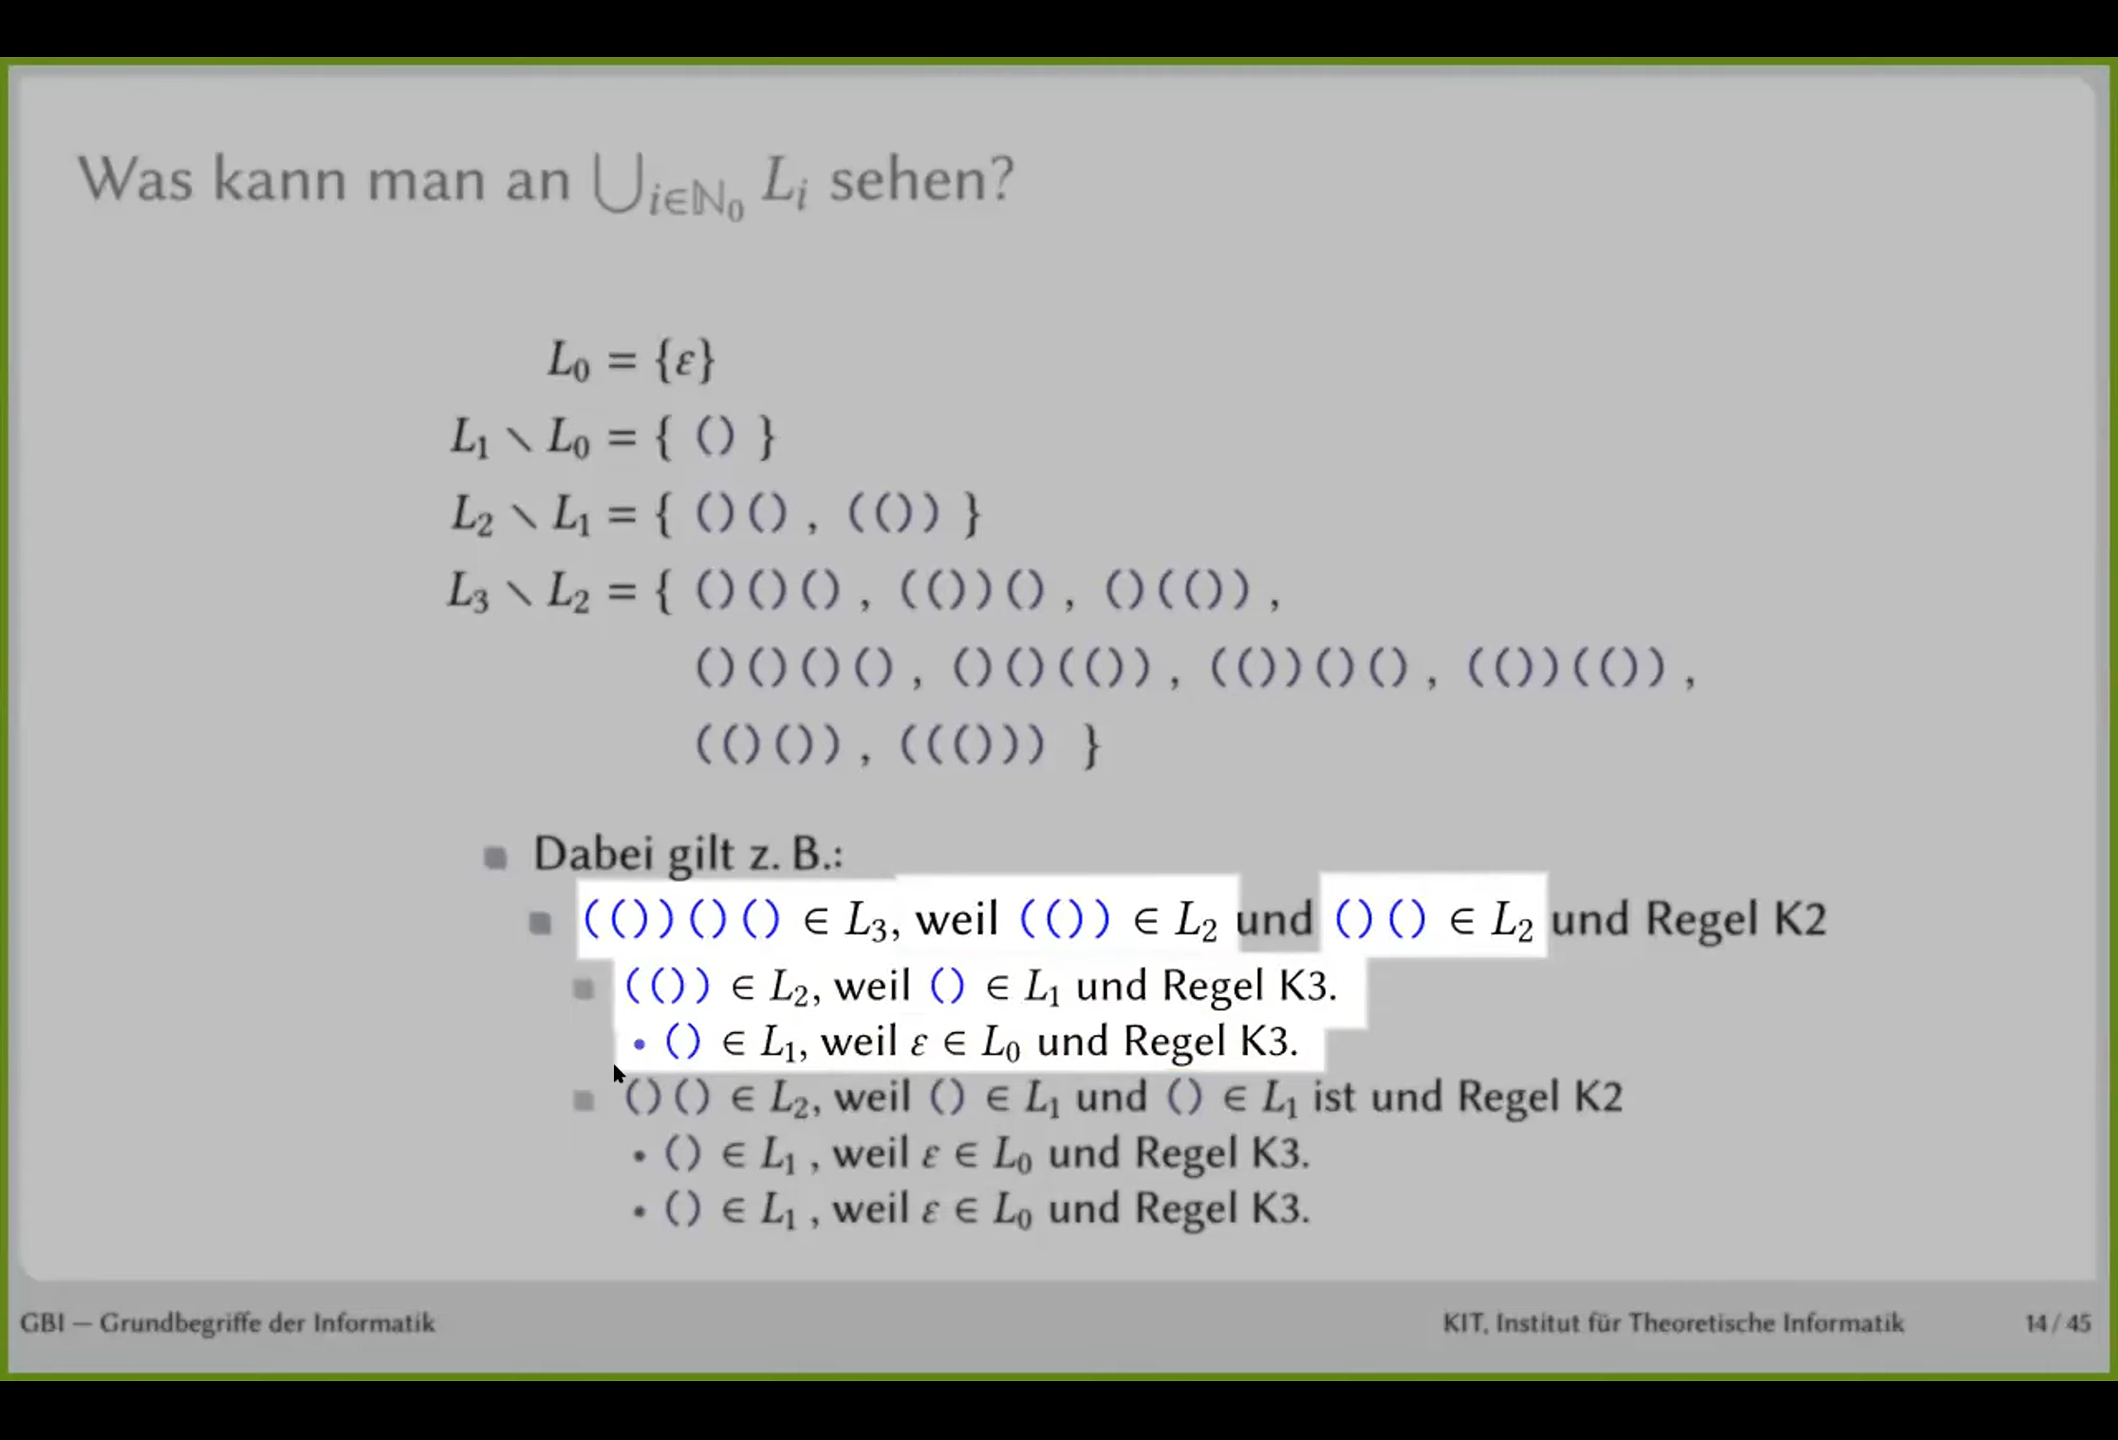 Was kann man an ⋃_{i∈ℕ₀} L_i sehen?
L₀ = {ε}
L₁ ∖ L₀ = { () }
L₂ ∖ L₁ = { ()() , (()) }
L₃ ∖ L₂ = { ()()() , (())() , ()(()) ,
()()()() , ()()(()) , (())()() , (())(()) ,
(()()) , ((())) }
■ Dabei gilt z. B.:
■ (())()() ∈ L₃, weil (()) ∈ L₂ und ()() ∈ L₂ und Regel K2
■ (()) ∈ L₂, weil () ∈ L₁ und Regel K3.
• () ∈ L₁, weil ε ∈ L₀ und Regel K3.
■ ()() ∈ L₂, weil () ∈ L₁ und () ∈ L₁ ist und Regel K2
• () ∈ L₁ , weil ε ∈ L₀ und Regel K3.
• () ∈ L₁ , weil ε ∈ L₀ und Regel K3.
GBI — Grundbegriffe der Informatik KIT, Institut für Theoretische Informatik 14 / 45